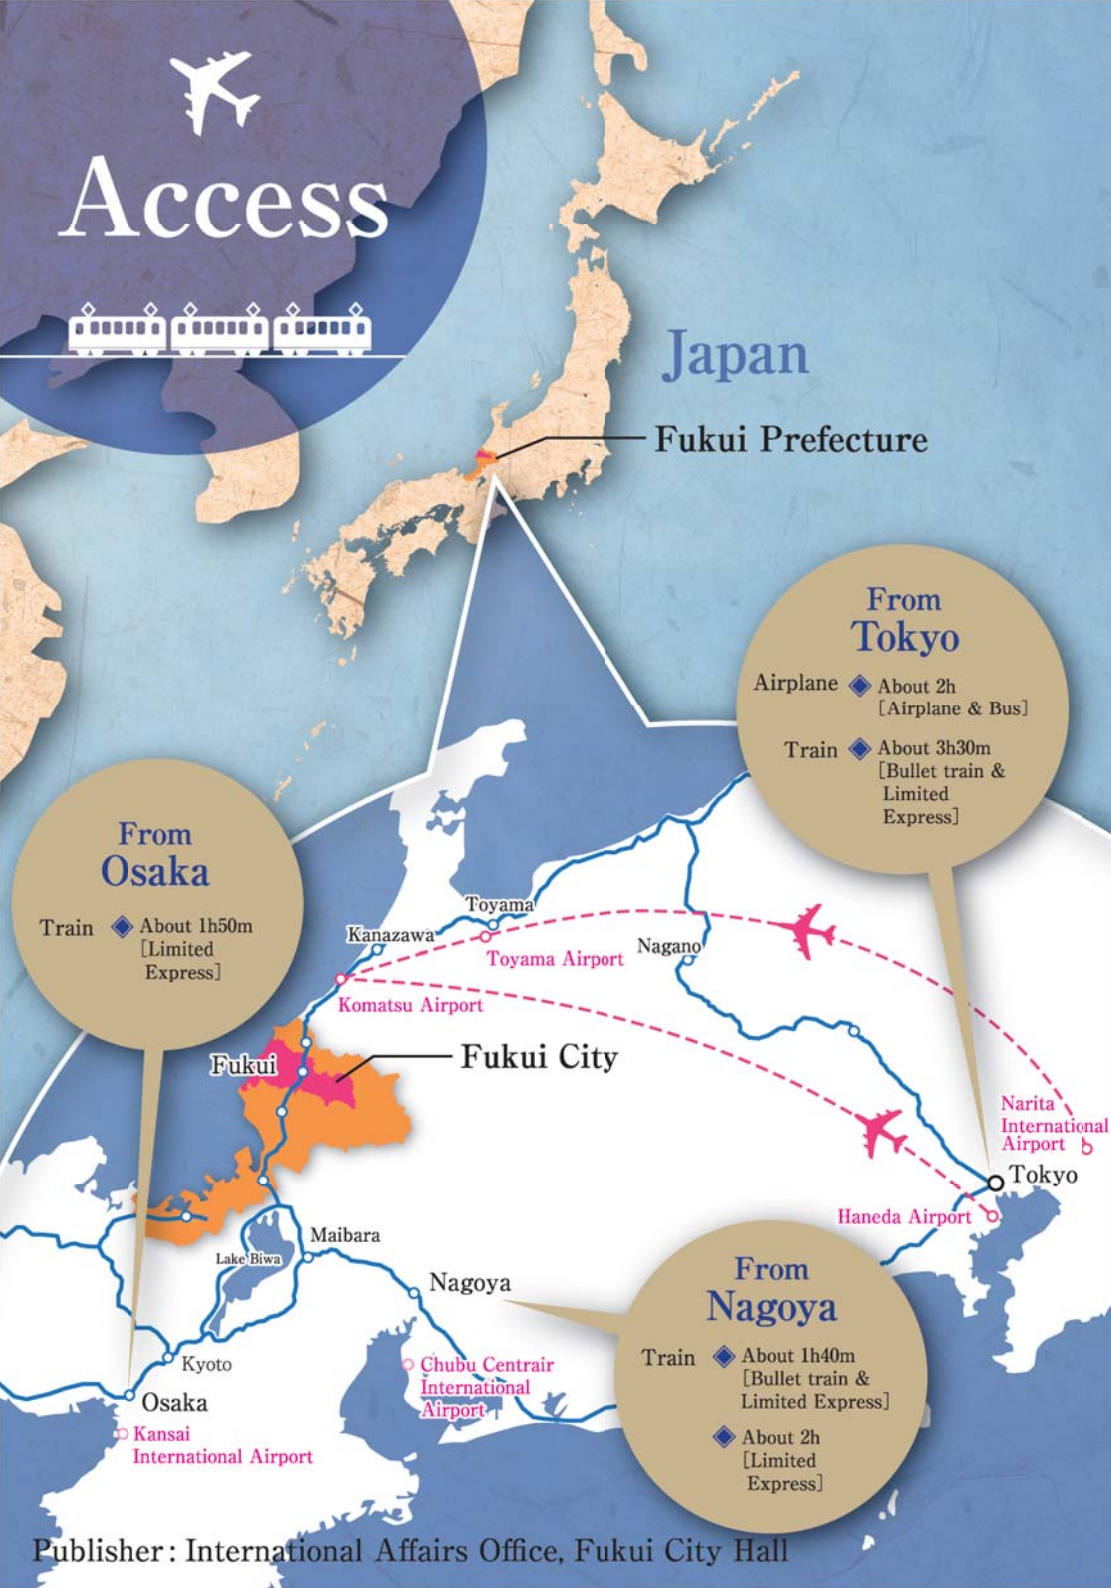 Access
Japan
Fukui Prefecture
From
Tokyo
Airplane ◆ About 2h
[Airplane & Bus]
Train ◆ About 3h30m
[Bullet train &
Limited
Express]
From
Osaka
Train ◆ About 1h50m
[Limited
Express]
Toyama
Kanazawa
Toyama Airport
Nagano
Komatsu Airport
Fukui
Fukui City
Narita
International
Airport
Tokyo
Haneda Airport
Maibara
Lake Biwa
Nagoya
From
Nagoya
Train ◆ About 1h40m
[Bullet train &
Limited Express]
◆ About 2h
[Limited
Express]
Kyoto
Chubu Centrair
International
Airport
Osaka
Kansai
International Airport
Publisher: International Affairs Office, Fukui City Hall